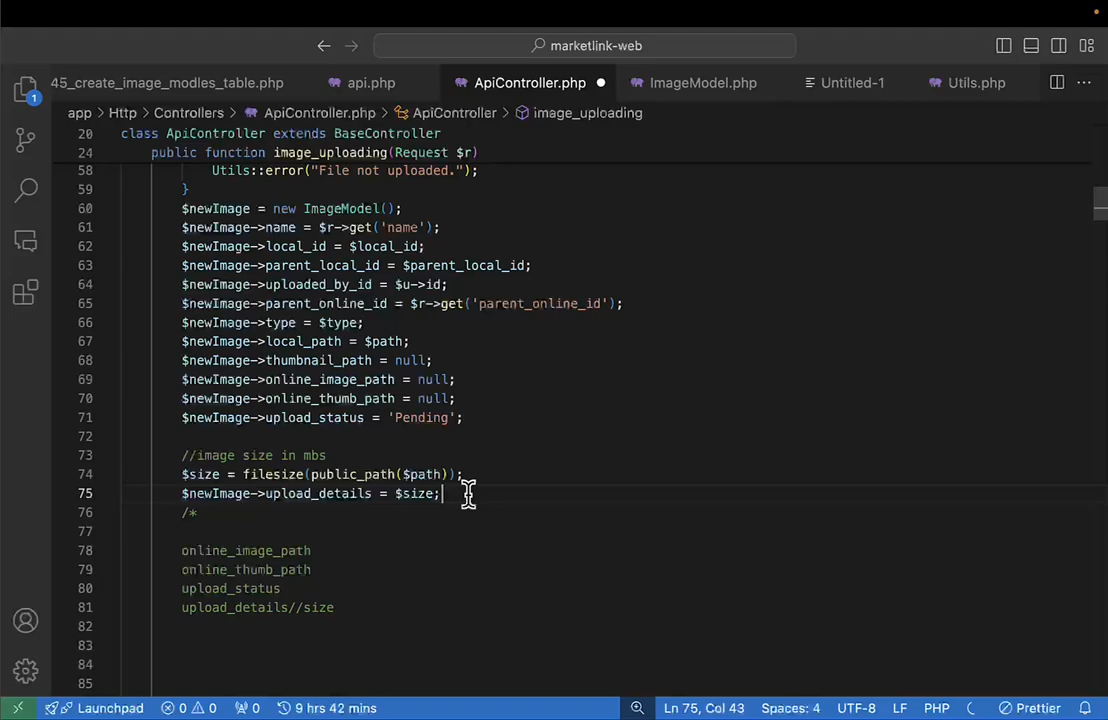 marketlink-web
45_create_image_modles_table.php api.php ApiController.php ImageModel.php Untitled-1 Utils.php
1
app > Http > Controllers > ApiController.php > ApiController > image_uploading
20 class ApiController extends BaseController
24 public function image_uploading(Request $r)
58 Utils::error("File not uploaded.");
59 }
60 $newImage = new ImageModel();
61 $newImage->name = $r->get('name');
62 $newImage->local_id = $local_id;
63 $newImage->parent_local_id = $parent_local_id;
64 $newImage->uploaded_by_id = $u->id;
65 $newImage->parent_online_id = $r->get('parent_online_id');
66 $newImage->type = $type;
67 $newImage->local_path = $path;
68 $newImage->thumbnail_path = null;
69 $newImage->online_image_path = null;
70 $newImage->online_thumb_path = null;
71 $newImage->upload_status = 'Pending';
72
73 //image size in mbs
74 $size = filesize(public_path($path));
75 $newImage->upload_details = $size;
76 /*
77
78 online_image_path
79 online_thumb_path
80 upload_status
81 upload_details//size
82
83
84
85
Launchpad 0 0 0 9 hrs 42 mins Ln 75, Col 43 Spaces: 4 UTF-8 LF PHP Prettier